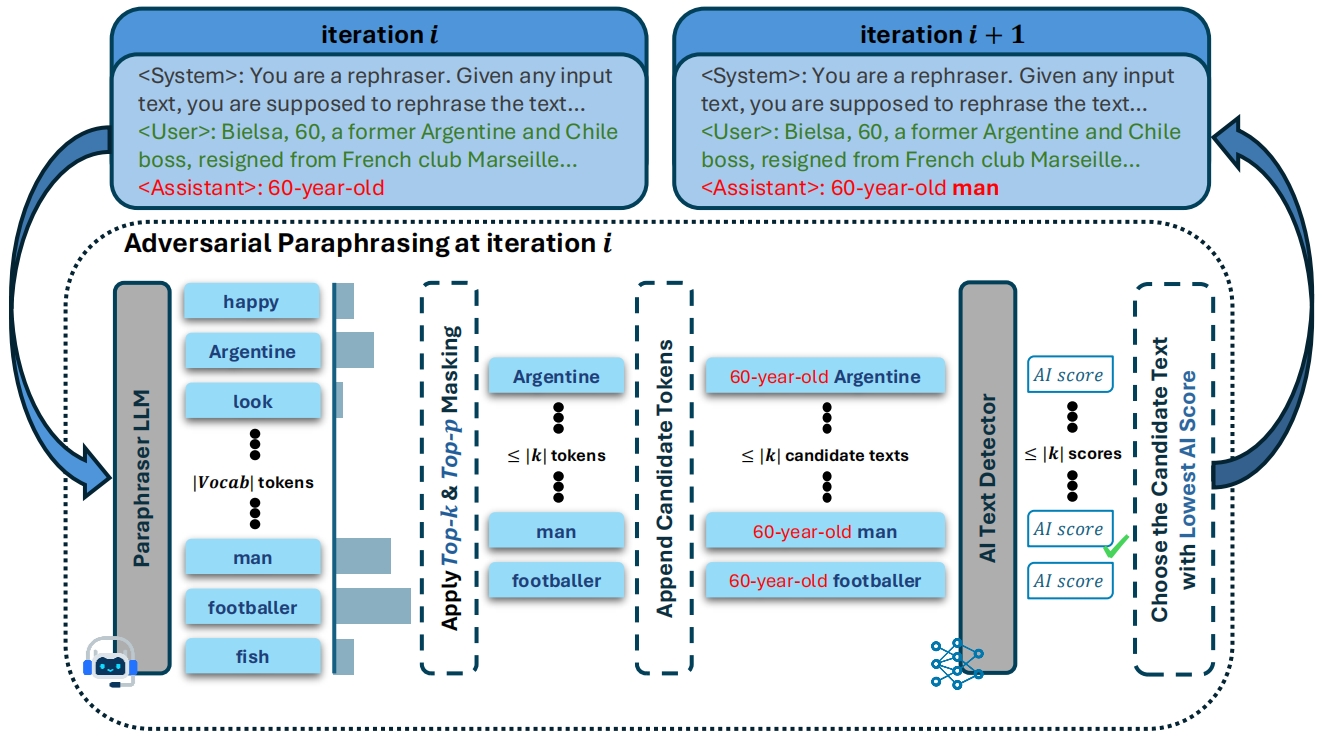 iteration i
<System>: You are a rephraser. Given any input
text, you are supposed to rephrase the text...
<User>: Bielsa, 60, a former Argentine and Chile
boss, resigned from French club Marseille...
<Assistant>: 60-year-old
iteration i + 1
<System>: You are a rephraser. Given any input
text, you are supposed to rephrase the text...
<User>: Bielsa, 60, a former Argentine and Chile
boss, resigned from French club Marseille...
<Assistant>: 60-year-old man
Adversarial Paraphrasing at iteration i
Paraphraser LLM
happy
Argentine
look
|Vocab| tokens
man
footballer
fish
Apply Top-k & Top-p Masking
Argentine
≤ |k| tokens
man
footballer
Append Candidate Tokens
60-year-old Argentine
≤ |k| candidate texts
60-year-old man
60-year-old footballer
AI Text Detector
AI score
≤ |k| scores
AI score
AI score
Choose the Candidate Text
with Lowest AI Score